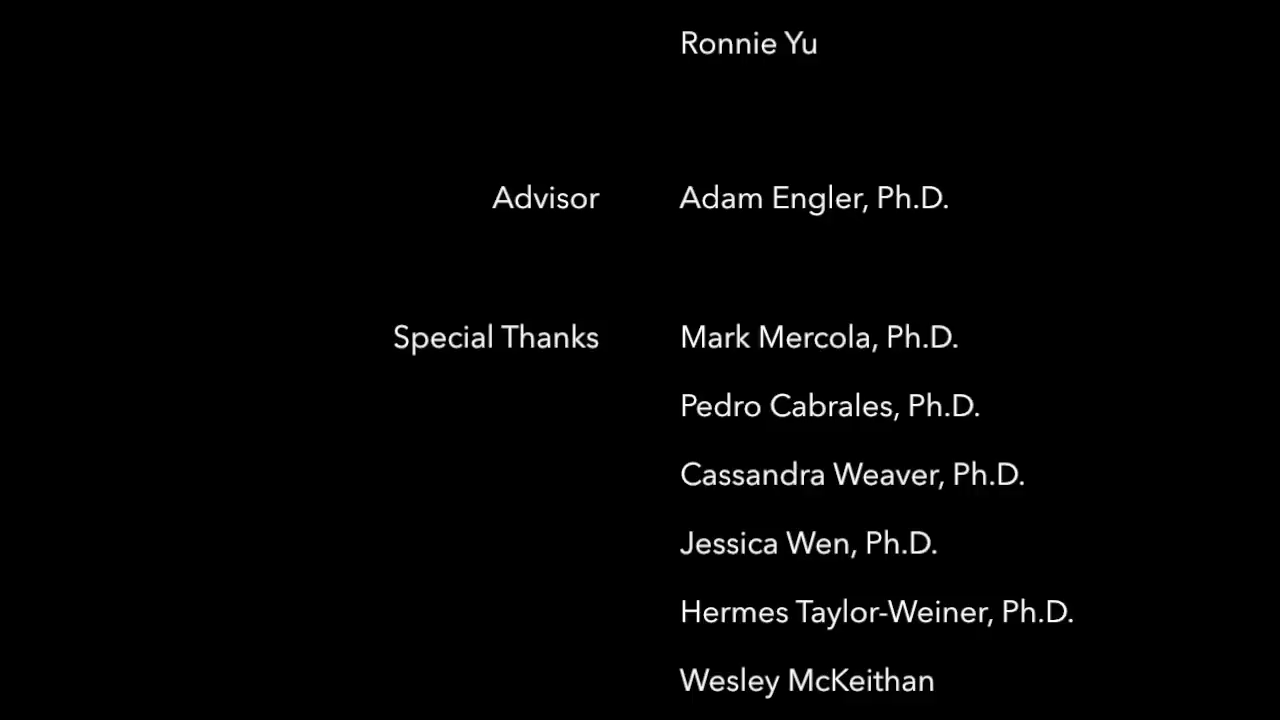 Ronnie Yu
Advisor Adam Engler, Ph.D.
Special Thanks Mark Mercola, Ph.D.
Pedro Cabrales, Ph.D.
Cassandra Weaver, Ph.D.
Jessica Wen, Ph.D.
Hermes Taylor-Weiner, Ph.D.
Wesley McKeithan